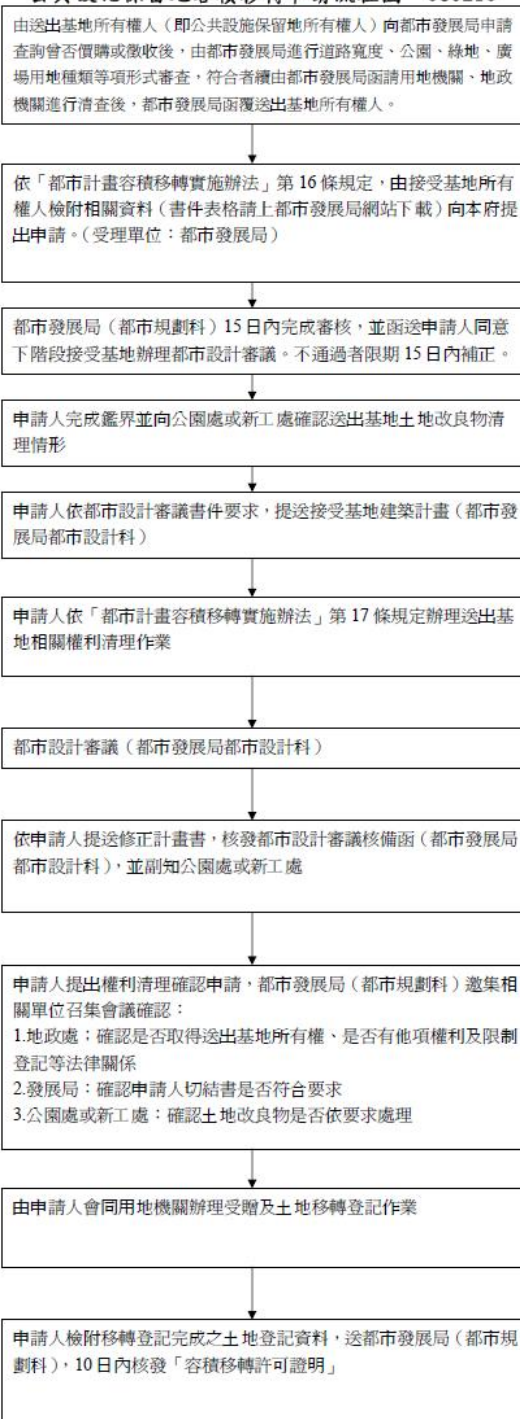 由送出基地所有權人（即公共設施保留地所有權人）向都市發展局申請
查詢曾否價購或徵收後，由都市發展局進行道路寬度、公園、綠地、廣
場用地種類等項形式審查，符合者續由都市發展局函請用地機關、地政
機關進行清查後，都市發展局函覆送出基地所有權人。
依「都市計畫容積移轉實施辦法」第16條規定，由接受基地所有
權人檢附相關資料（書件表格請上都市發展局網站下載）向本府提
出申請。（受理單位：都市發展局）
都市發展局（都市規劃科）15日內完成審核，並函送申請人同意
下階段接受基地辦理都市設計審議。不通過者限期15日內補正。
申請人完成鑑界並向公園處或新工處確認送出基地土地改良物清
理情形
申請人依都市設計審議書件要求，提送接受基地建築計畫（都市發
展局都市設計科）
申請人依「都市計畫容積移轉實施辦法」第17條規定辦理送出基
地相關權利清理作業
都市設計審議（都市發展局都市設計科）
依申請人提送修正計畫書，核發都市設計審議核備函（都市發展局
都市設計科），並副知公園處或新工處
申請人提出權利清理確認申請，都市發展局（都市規劃科）邀集相
關單位召集會議確認：
1.地政處；確認是否取得送出基地所有權、是否有他項權利及限制
登記等法律關係
2.發展局：確認申請人切結書是否符合要求
3.公園處或新工處：確認土地改良物是否依要求處理
由申請人會同用地機關辦理受贈及土地移轉登記作業
申請人檢附移轉登記完成之土地登記資料，送都市發展局（都市規
劃科），10日內核發「容積移轉許可證明」